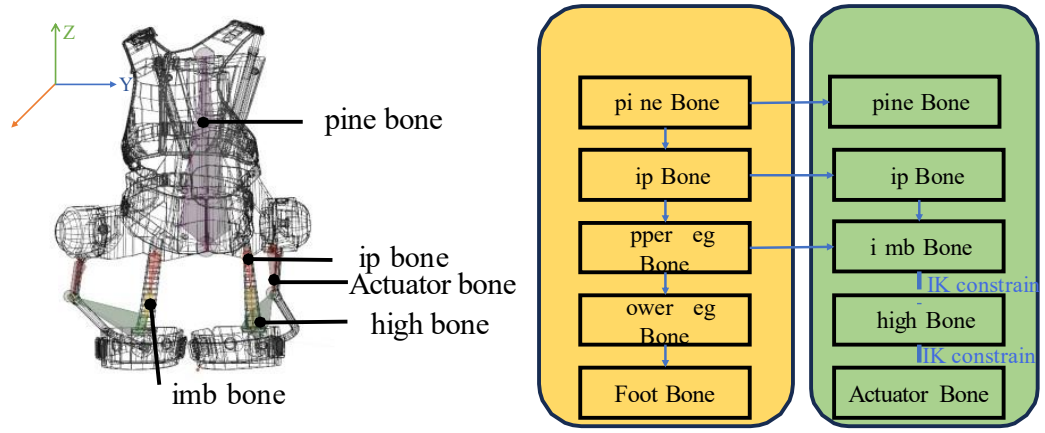 Z
Y
pine bone
ip bone
Actuator bone
high bone
imb bone
pi ne Bone
ip Bone
pper eg
Bone
ower eg
Bone
Foot Bone
pine Bone
ip Bone
i mb Bone
IK constrain
high Bone
IK constrain
Actuator Bone